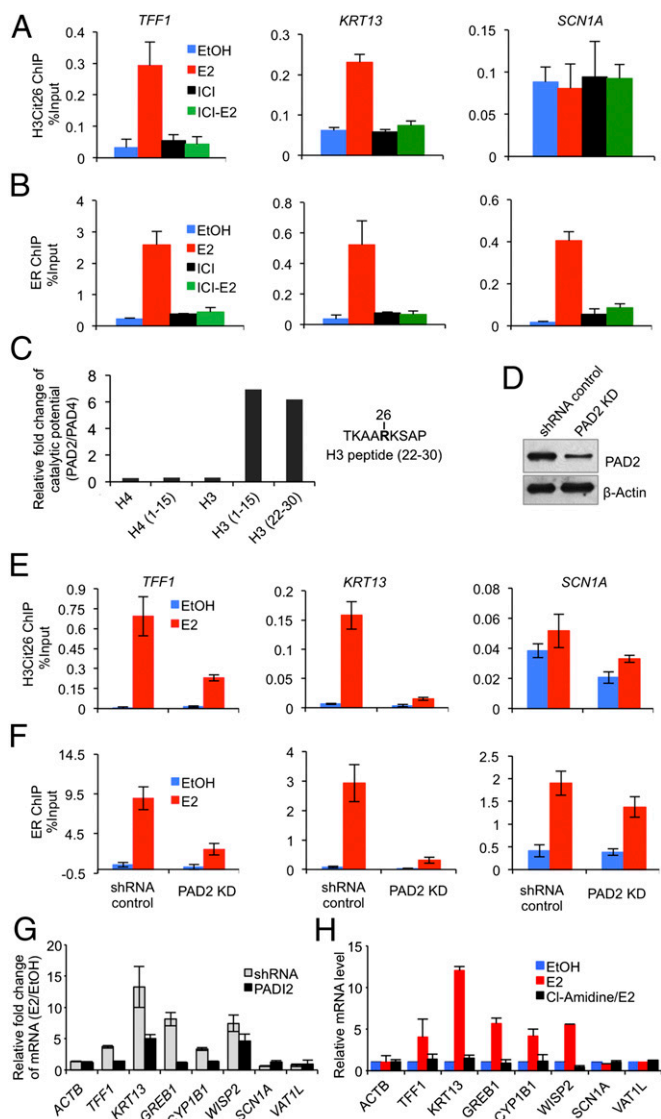 A
TFF1
KRT13
SCN1A
H3Cit26 ChIP
%Input
0.4
0.3
0.2
0.1
0
EtOH
E2
ICI
ICI-E2
0.3
0.2
0.1
0
0.15
0.1
0.05
0
B
ER ChIP
%Input
4
3
2
1
0
EtOH
E2
ICI
ICI-E2
0.8
0.6
0.4
0.2
0
0.6
0.4
0.2
0
C
Relative fold change of
catalytic potential
(PAD2/PAD4)
8
6
4
2
0
H4
H4 (1-15)
H3
H3 (1-15)
H3 (22-30)
26
TKAARKSAP
H3 peptide (22-30)
D
shRNA control
PAD2 KD
PAD2
β-Actin
E
TFF1
KRT13
SCN1A
H3Cit26 ChIP
%Input
0.9
0.75
0.6
0.45
0.3
0.15
0
EtOH
E2
0.2
0.15
0.1
0.05
0
0.08
0.06
0.04
0.02
0
F
ER ChIP
%Input
14.5
9.5
4.5
-0.5
EtOH
E2
4
3
2
1
0
2.5
2
1.5
1
0.5
0
shRNA
control
PAD2 KD
shRNA
control
PAD2 KD
shRNA
control
PAD2 KD
G
Relative fold change
of mRNA (E2/EtOH)
20
15
10
5
0
shRNA
PADI2
ACTB
TFF1
KRT13
GREB1
CYP1B1
WISP2
SCN1A
VAT1L
H
Relative mRNA level
15
10
5
0
EtOH
E2
Cl-Amidine/E2
ACTB
TFF1
KRT13
GREB1
CYP1B1
WISP2
SCN1A
VAT1L